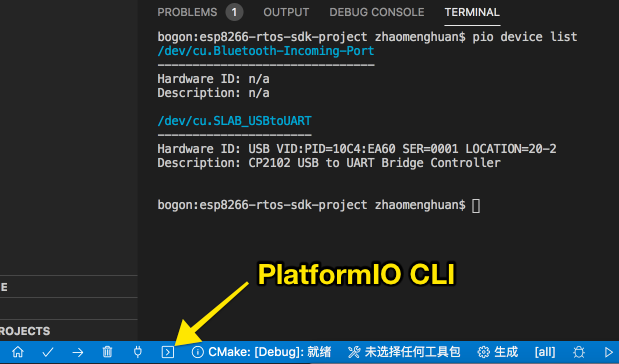 PROBLEMS 1 OUTPUT DEBUG CONSOLE TERMINAL
bogon:esp8266-rtos-sdk-project zhaomenghuan$ pio device list
/dev/cu.Bluetooth-Incoming-Port
-------------------------------
Hardware ID: n/a
Description: n/a
/dev/cu.SLAB_USBtoUART
----------------------
Hardware ID: USB VID:PID=10C4:EA60 SER=0001 LOCATION=20-2
Description: CP2102 USB to UART Bridge Controller
bogon:esp8266-rtos-sdk-project zhaomenghuan$
PlatformIO CLI
E
ROJECTS
CMake: [Debug]: 就绪 未选择任何工具包 生成 [all]